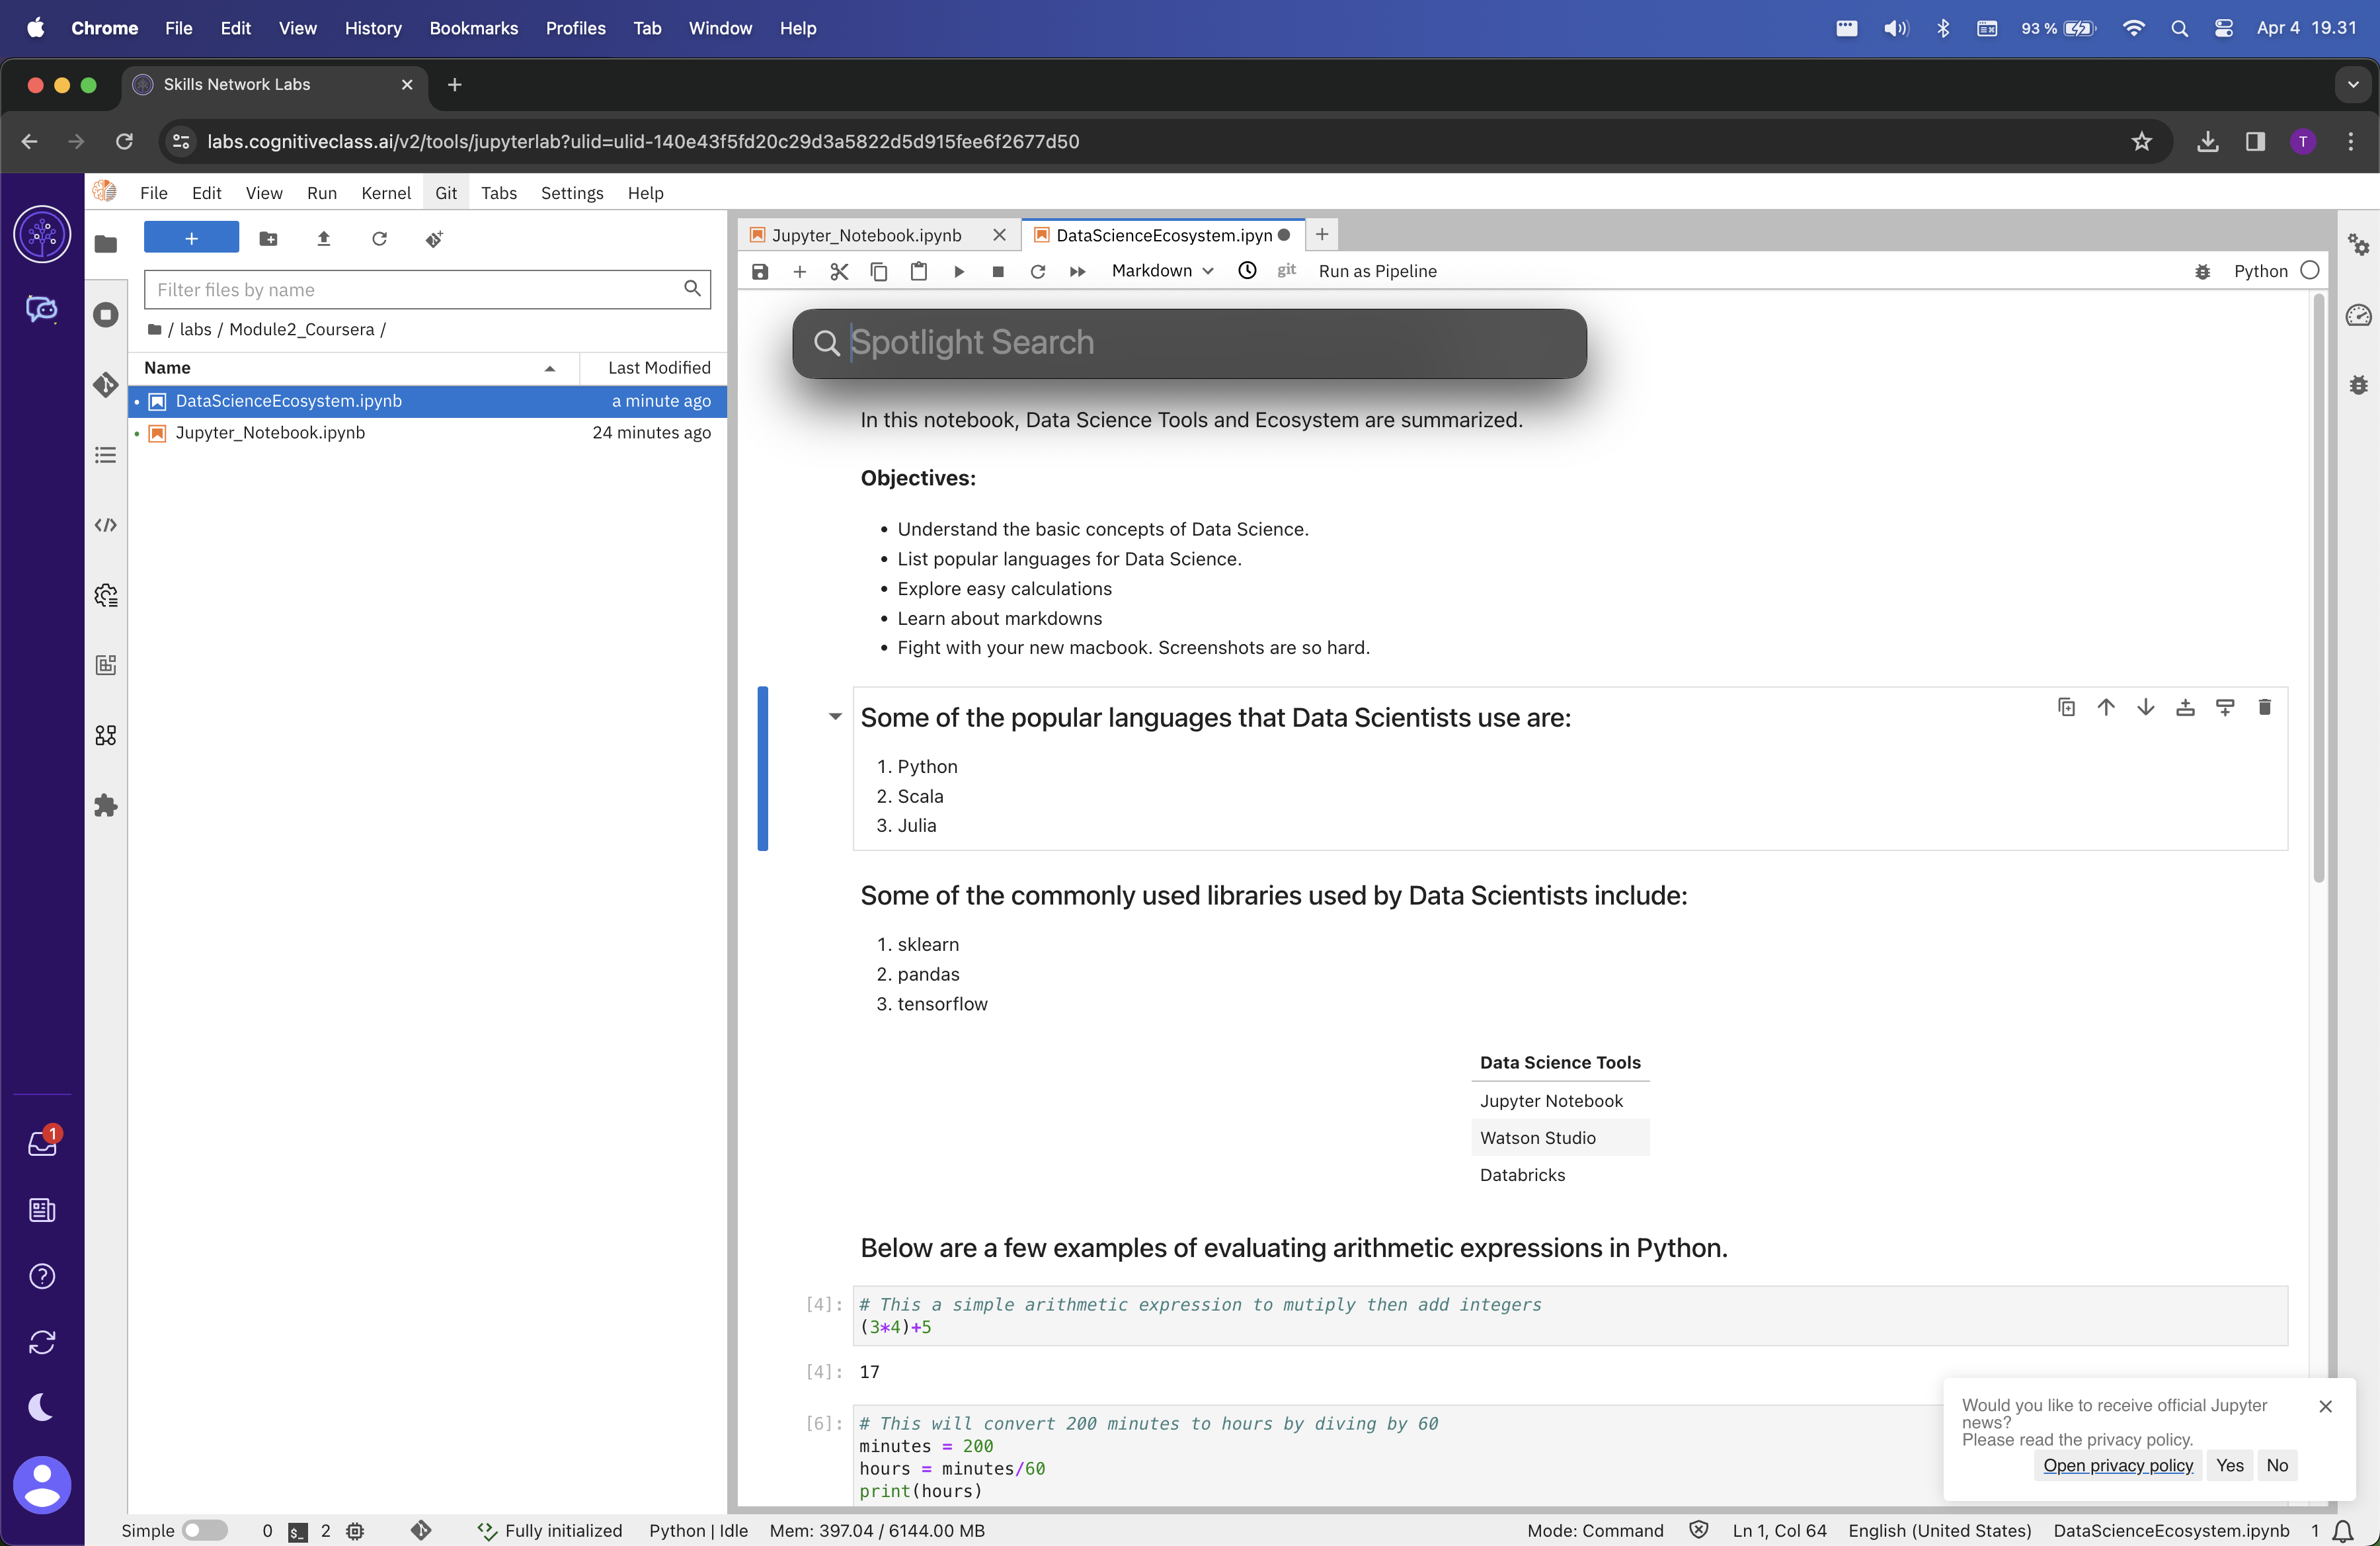 Chrome File Edit View History Bookmarks Profiles Tab Window Help 93 % Apr 4 19.31
Skills Network Labs
labs.cognitiveclass.ai/v2/tools/jupyterlab?ulid=ulid-140e43f5fd20c29d3a5822d5d915fee6f2677d50
T
File Edit View Run Kernel Git Tabs Settings Help
Filter files by name
/ labs / Module2_Coursera /
Name Last Modified
DataScienceEcosystem.ipynb a minute ago
Jupyter_Notebook.ipynb 24 minutes ago
Jupyter_Notebook.ipynb DataScienceEcosystem.ipyn
Markdown git Run as Pipeline Python
Spotlight Search
In this notebook, Data Science Tools and Ecosystem are summarized.
Objectives:
• Understand the basic concepts of Data Science.
• List popular languages for Data Science.
• Explore easy calculations
• Learn about markdowns
• Fight with your new macbook. Screenshots are so hard.
Some of the popular languages that Data Scientists use are:
1. Python
2. Scala
3. Julia
Some of the commonly used libraries used by Data Scientists include:
1. sklearn
2. pandas
3. tensorflow
Data Science Tools
Jupyter Notebook
Watson Studio
Databricks
Below are a few examples of evaluating arithmetic expressions in Python.
[4]: # This a simple arithmetic expression to mutiply then add integers
(3*4)+5
[4]: 17
[6]: # This will convert 200 minutes to hours by diving by 60
minutes = 200
hours = minutes/60
print(hours)
1
Would you like to receive official Jupyter
news?
Please read the privacy policy.
Open privacy policy Yes No
Simple 0 $_ 2 Fully initialized Python | Idle Mem: 397.04 / 6144.00 MB Mode: Command Ln 1, Col 64 English (United States) DataScienceEcosystem.ipynb 1